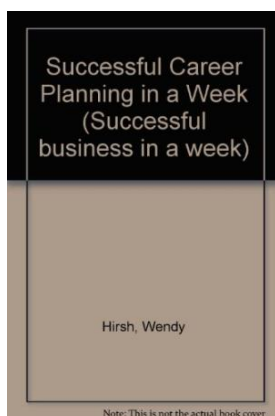 Successful Career
Planning in a Week
(Successful
business in a week)
Hirsh, Wendy
Note: This is not the actual book cover